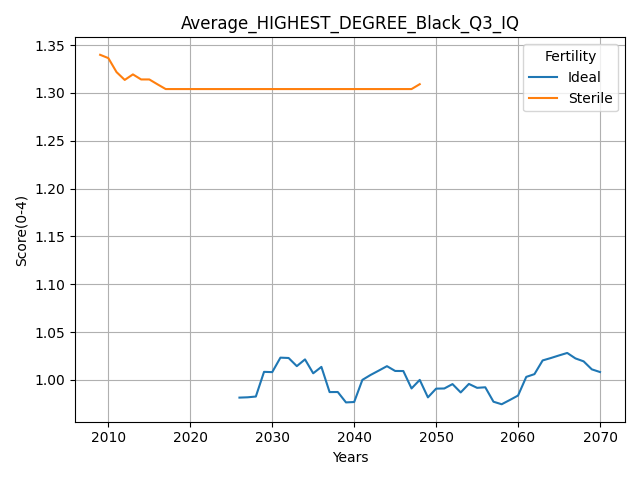 Average_HIGHEST_DEGREE_Black_Q3_IQ
Fertility
Ideal
Sterile
Score(0-4)
1.35
1.30
1.25
1.20
1.15
1.10
1.05
1.00
2010 2020 2030 2040 2050 2060 2070
Years